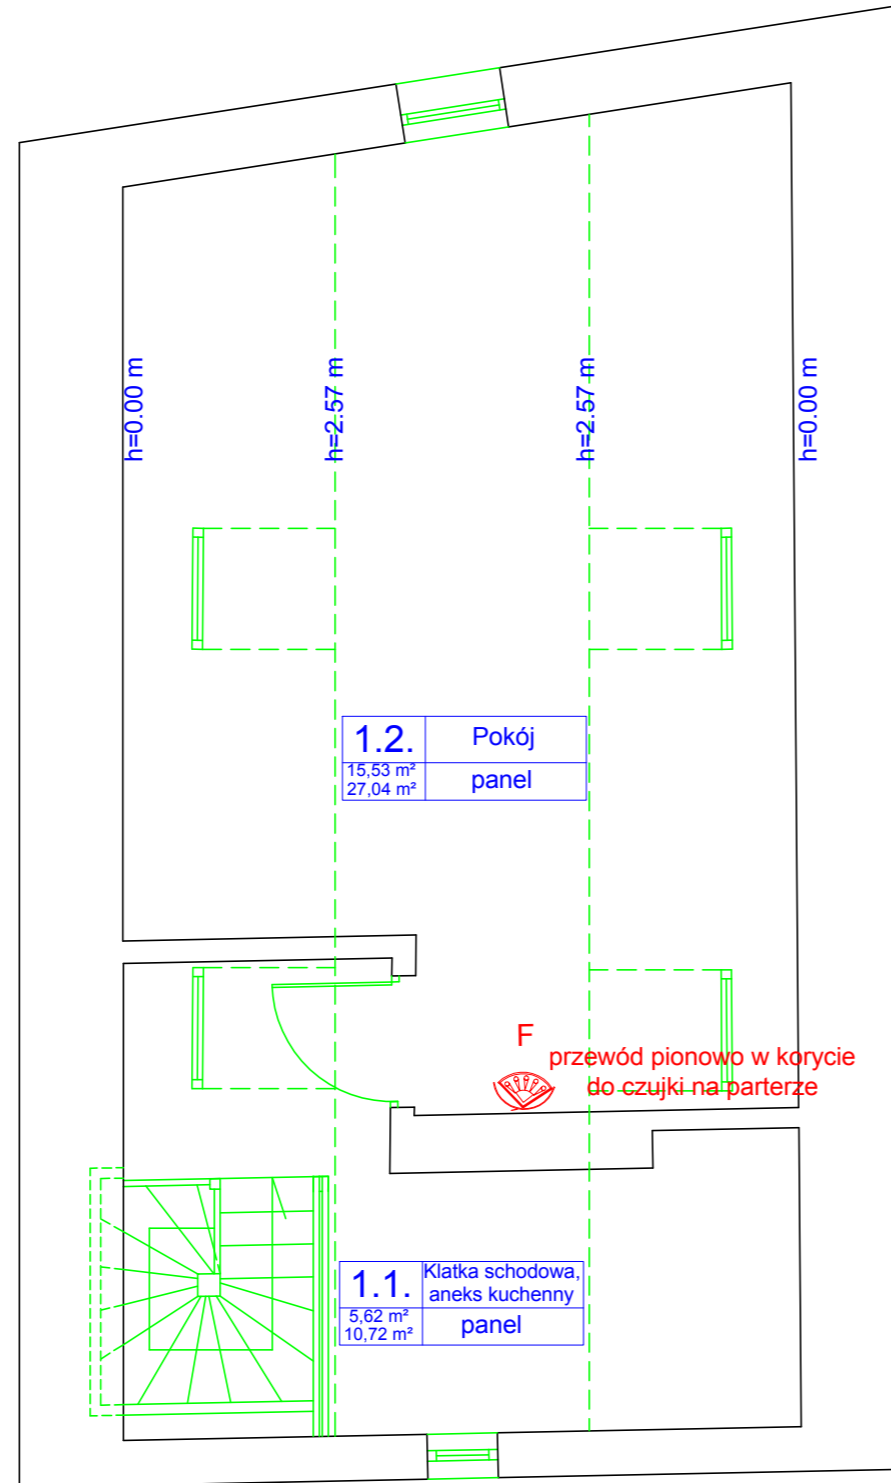 h=0.00 m
h=2.57 m
h=2.57 m
h=0.00 m
1.2.
Pokój
15,53 m²
27,04 m²
panel
F
przewód pionowo w korycie
do czujki na parterze
1.1.
Klatka schodowa,
aneks kuchenny
5,62 m²
10,72 m²
panel